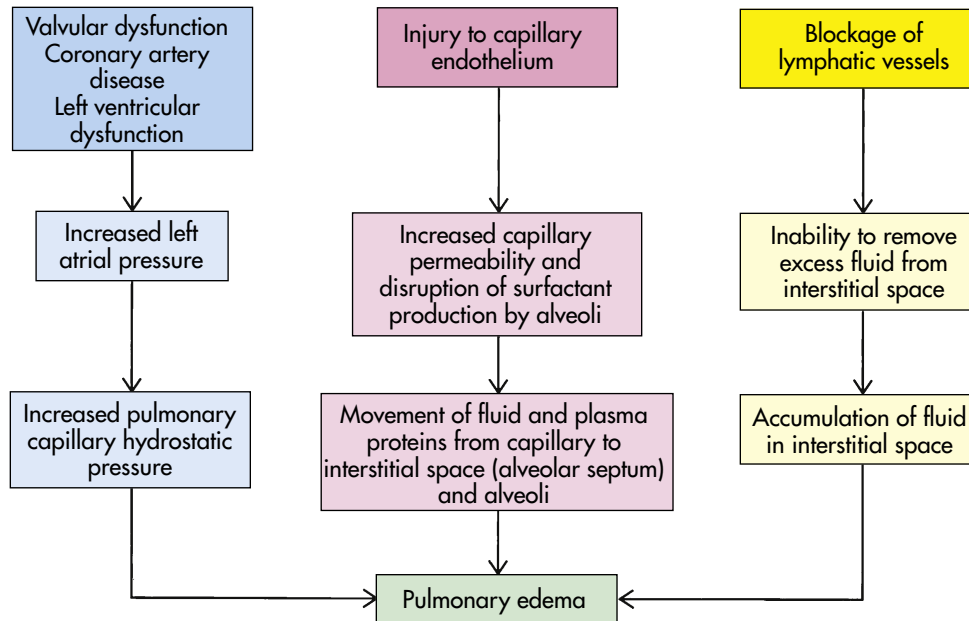 Valvular dysfunction
Coronary artery
disease
Left ventricular
dysfunction
Increased left
atrial pressure
Increased pulmonary
capillary hydrostatic
pressure
Injury to capillary
endothelium
Increased capillary
permeability and
disruption of surfactant
production by alveoli
Movement of fluid and plasma
proteins from capillary to
interstitial space (alveolar septum)
and alveoli
Blockage of
lymphatic vessels
Inability to remove
excess fluid from
interstitial space
Accumulation of fluid
in interstitial space
Pulmonary edema